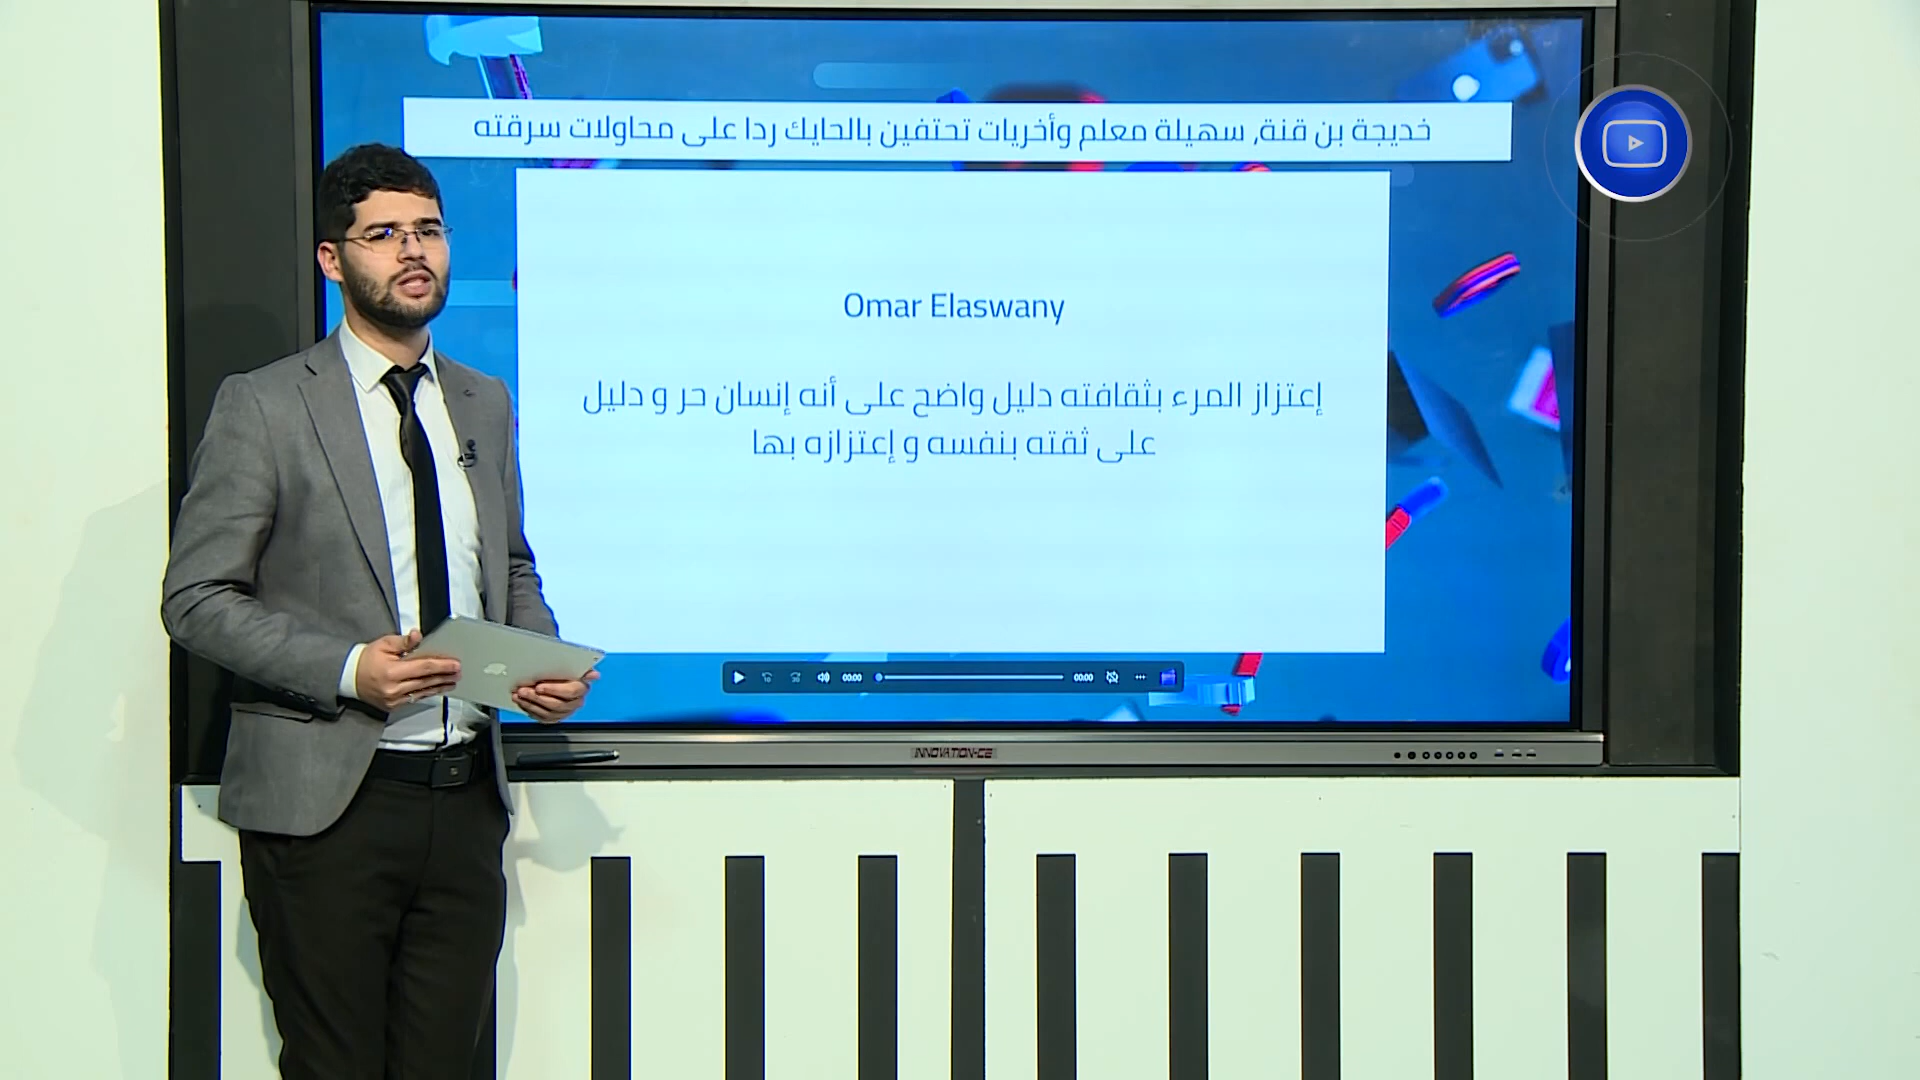 خديجة بن قنة, سهيلة معلم وأخريات تحتفين بالحايك ردا على محاولات سرقته
Omar Elaswany
إعتزاز المرء بثقافته دليل واضح على أنه إنسان حر و دليل
على ثقته بنفسه و إعتزازه بها
00:00
00:00
INNOVATION-CE